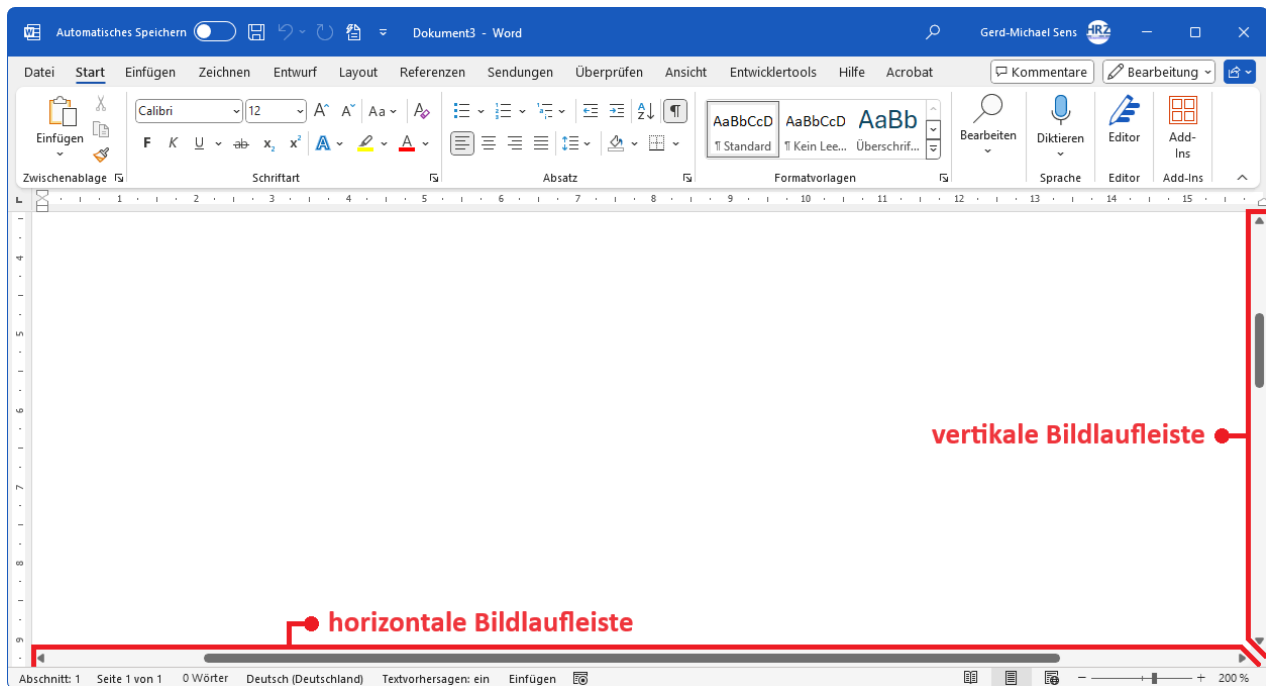 Automatisches Speichern Dokument3 - Word Gerd-Michael Sens HRZ
Datei Start Einfügen Zeichnen Entwurf Layout Referenzen Sendungen Überprüfen Ansicht Entwicklertools Hilfe Acrobat Kommentare Bearbeitung
Einfügen
Calibri 12 A A Aa A
F K U ab x₂ x² A A
AaBbCcD AaBbCcD AaBb
¶ Standard ¶ Kein Lee... Überschrif...
Bearbeiten Diktieren Editor Add-
Ins
Zwischenablage Schriftart Absatz Formatvorlagen Sprache Editor Add-Ins
1 2 3 4 5 6 7 8 9 10 11 12 13 14 15
4
5
6
vertikale Bildlaufleiste
7
8
horizontale Bildlaufleiste
9
Abschnitt: 1 Seite 1 von 1 0 Wörter Deutsch (Deutschland) Textvorhersagen: ein Einfügen 200 %